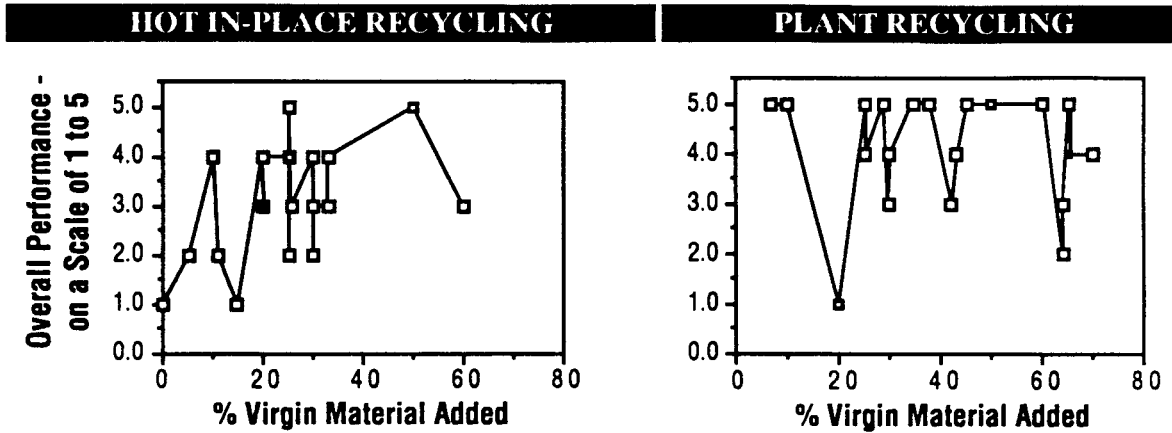 HOT IN-PLACE RECYCLING
PLANT RECYCLING
Overall Performance -
on a Scale of 1 to 5
5.0
4.0
3.0
2.0
1.0
0.0
0 20 40 60 80
% Virgin Material Added
5.0
4.0
3.0
2.0
1.0
0.0
0 20 40 60 80
% Virgin Material Added